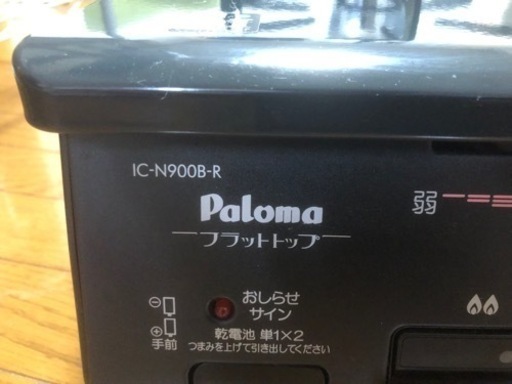 IC-N900B-R
弱
Paloma
フラットトップ
おしらせ
サイン
⊖
⊕
手前
乾電池 単1×2
つまみを上げて引き出してください